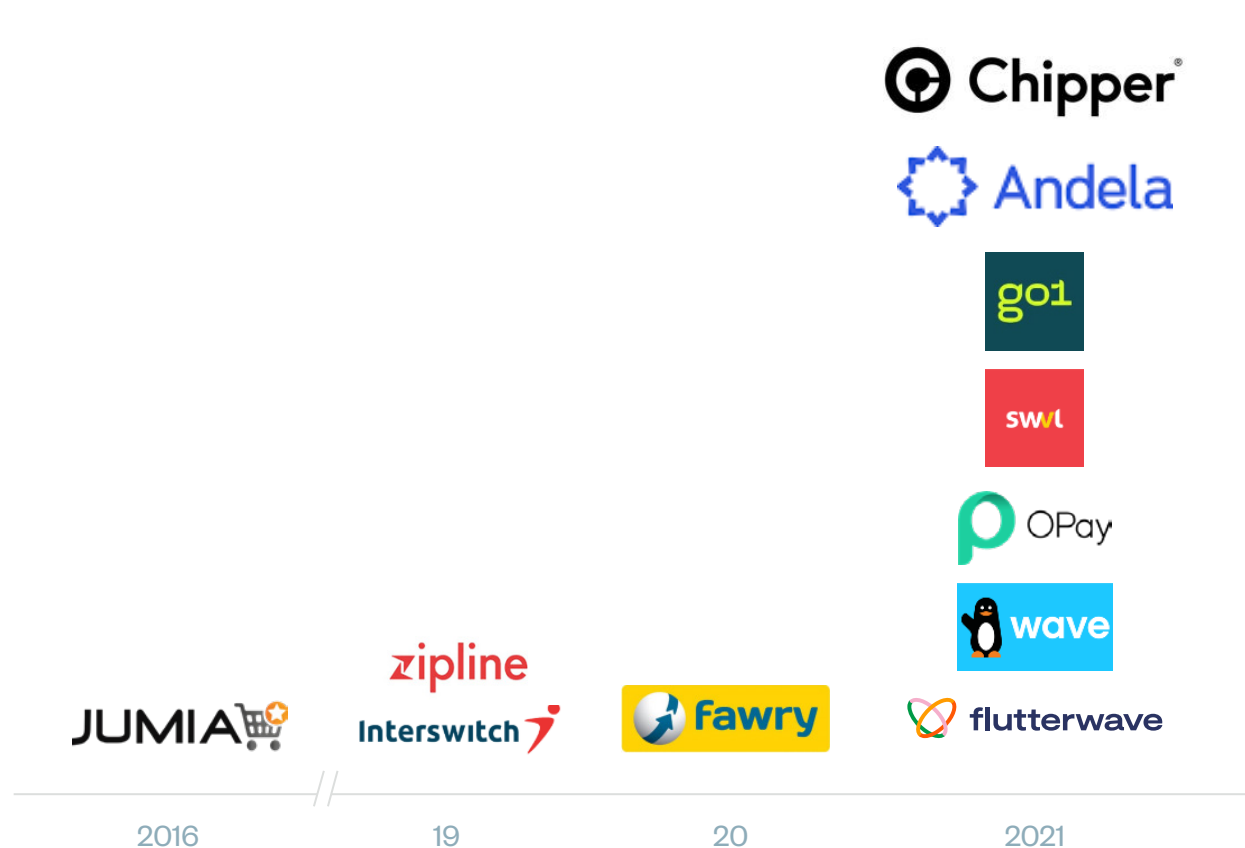 Chipper®
Andela
go1
swvl
OPay
wave
zipline
JUMIA
Interswitch
fawry
flutterwave
2016 19 20 2021